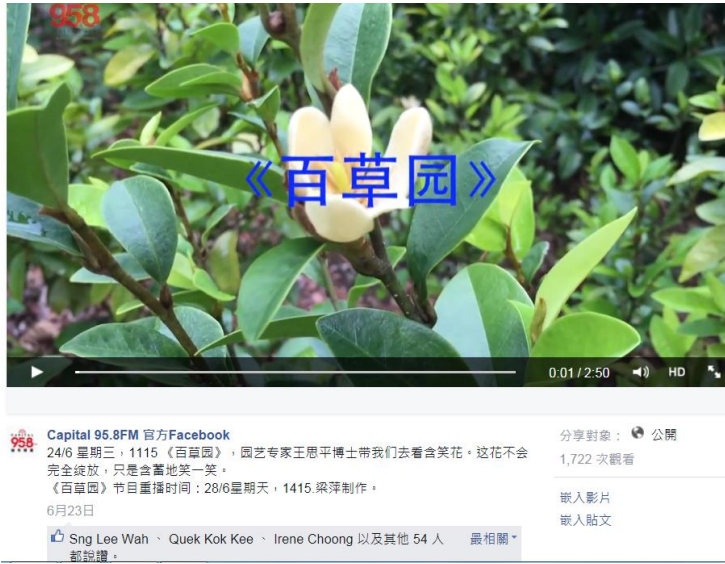 958
《百草园》
0:01 / 2:50
HD
CAPITAL
958
Capital 95.8FM 官方Facebook
24/6 星期三，1115 《百草园》，园艺专家王思平博士带我们去看含笑花。这花不会
完全绽放，只是含蓄地笑一笑。
《百草园》节目重播时间：28/6星期天，1415.梁萍制作。
6月23日
Sng Lee Wah 、 Quek Kok Kee 、 Irene Choong 以及其他 54 人
都說讚。
最相關
分享對象： 公開
1,722 次觀看
嵌入影片
嵌入貼文